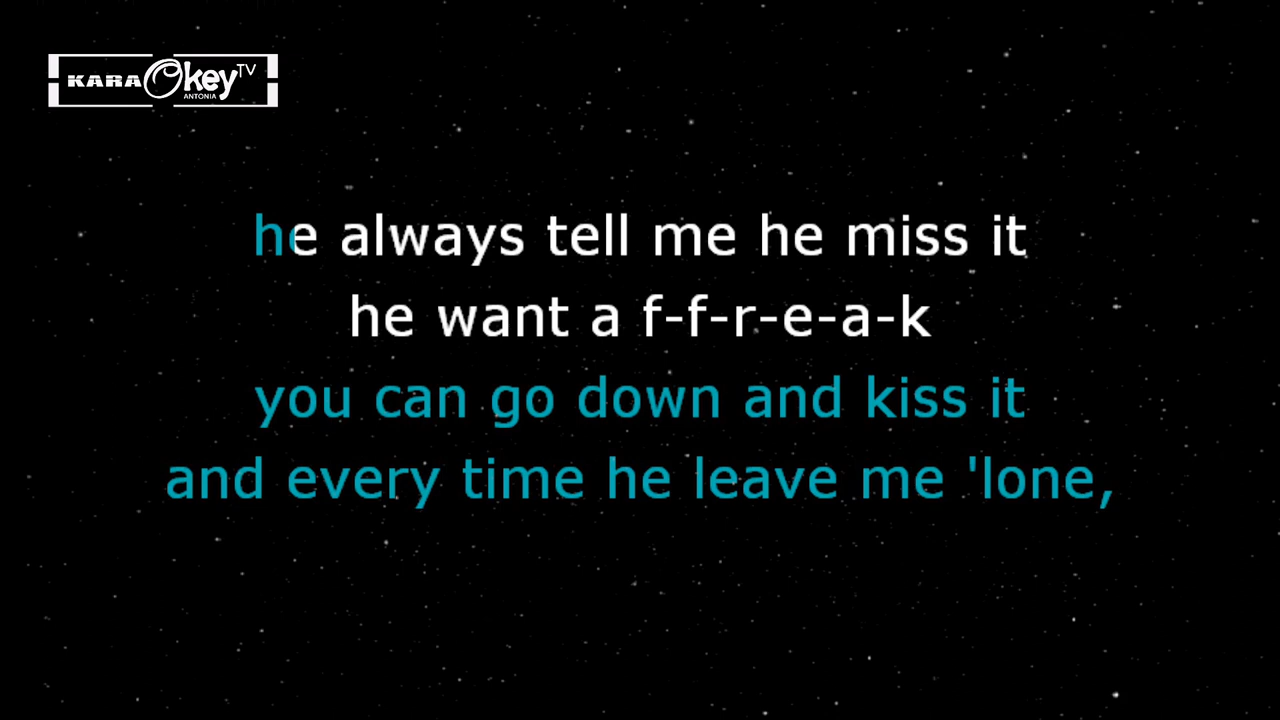 KARAOkey TV
ANTONIA
he always tell me he miss it
he want a f-f-r-e-a-k
you can go down and kiss it
and every time he leave me 'lone,